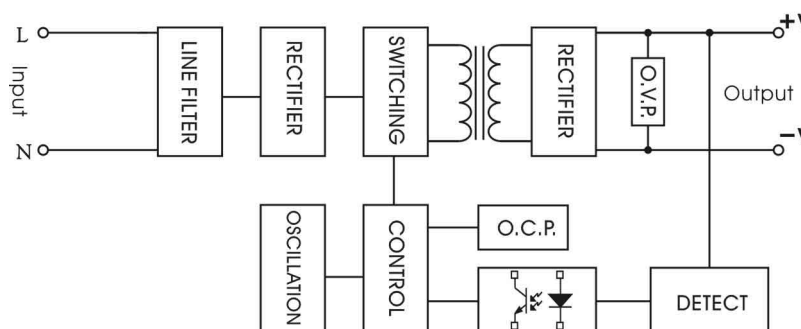 L
Input
N
LINE FILTER
RECTIFIER
SWITCHING
RECTIFIER
O.V.P.
+V
Output
-V
OSCILLATION
CONTROL
O.C.P.
DETECT